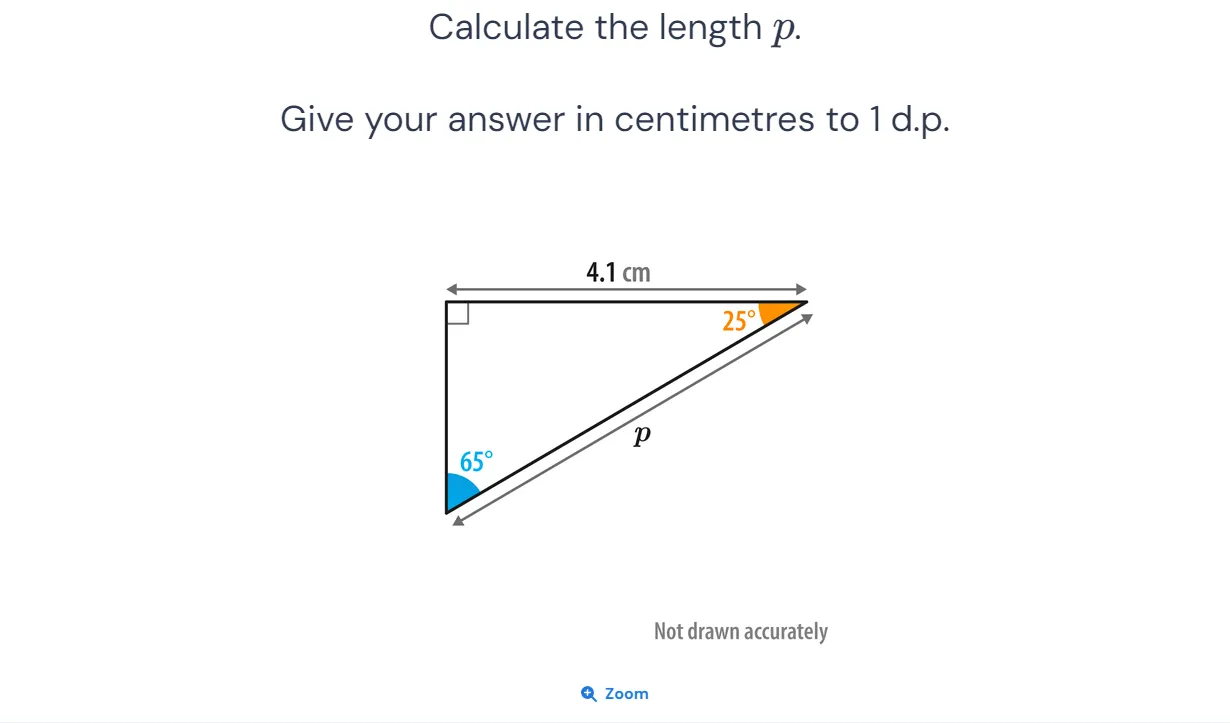 Calculate the length p.
Give your answer in centimetres to 1 d.p.
4.1 cm
25°
p
65°
Not drawn accurately
Zoom